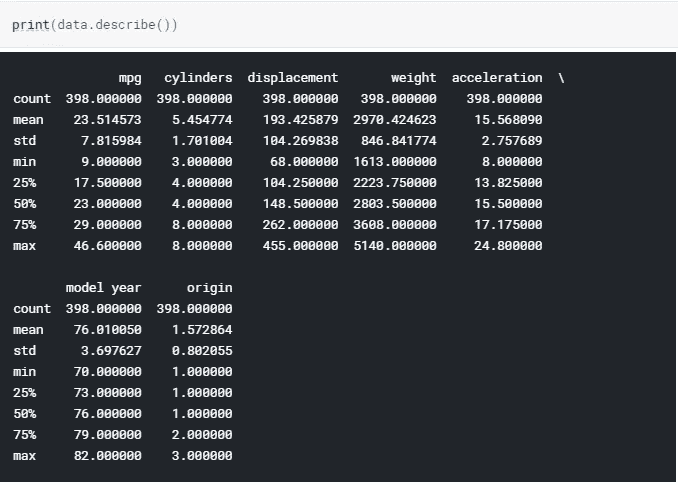 print(data.describe())
mpg cylinders displacement weight acceleration \
count 398.000000 398.000000 398.000000 398.000000 398.000000
mean 23.514573 5.454774 193.425879 2970.424623 15.568090
std 7.815984 1.701004 104.269838 846.841774 2.757689
min 9.000000 3.000000 68.000000 1613.000000 8.000000
25% 17.500000 4.000000 104.250000 2223.750000 13.825000
50% 23.000000 4.000000 148.500000 2803.500000 15.500000
75% 29.000000 8.000000 262.000000 3608.000000 17.175000
max 46.600000 8.000000 455.000000 5140.000000 24.800000
model year origin
count 398.000000 398.000000
mean 76.010050 1.572864
std 3.697627 0.802055
min 70.000000 1.000000
25% 73.000000 1.000000
50% 76.000000 1.000000
75% 79.000000 2.000000
max 82.000000 3.000000